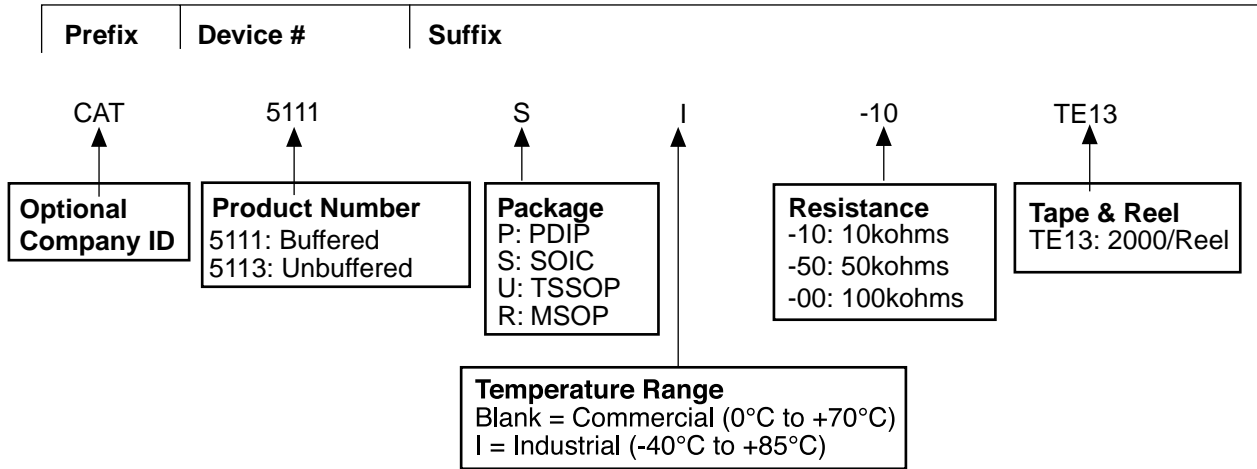 Prefix Device # Suffix
CAT 5111 S I -10 TE13
Optional
Company ID
Product Number
5111: Buffered
5113: Unbuffered
Package
P: PDIP
S: SOIC
U: TSSOP
R: MSOP
Resistance
-10: 10kohms
-50: 50kohms
-00: 100kohms
Tape & Reel
TE13: 2000/Reel
Temperature Range
Blank = Commercial (0°C to +70°C)
I = Industrial (-40°C to +85°C)